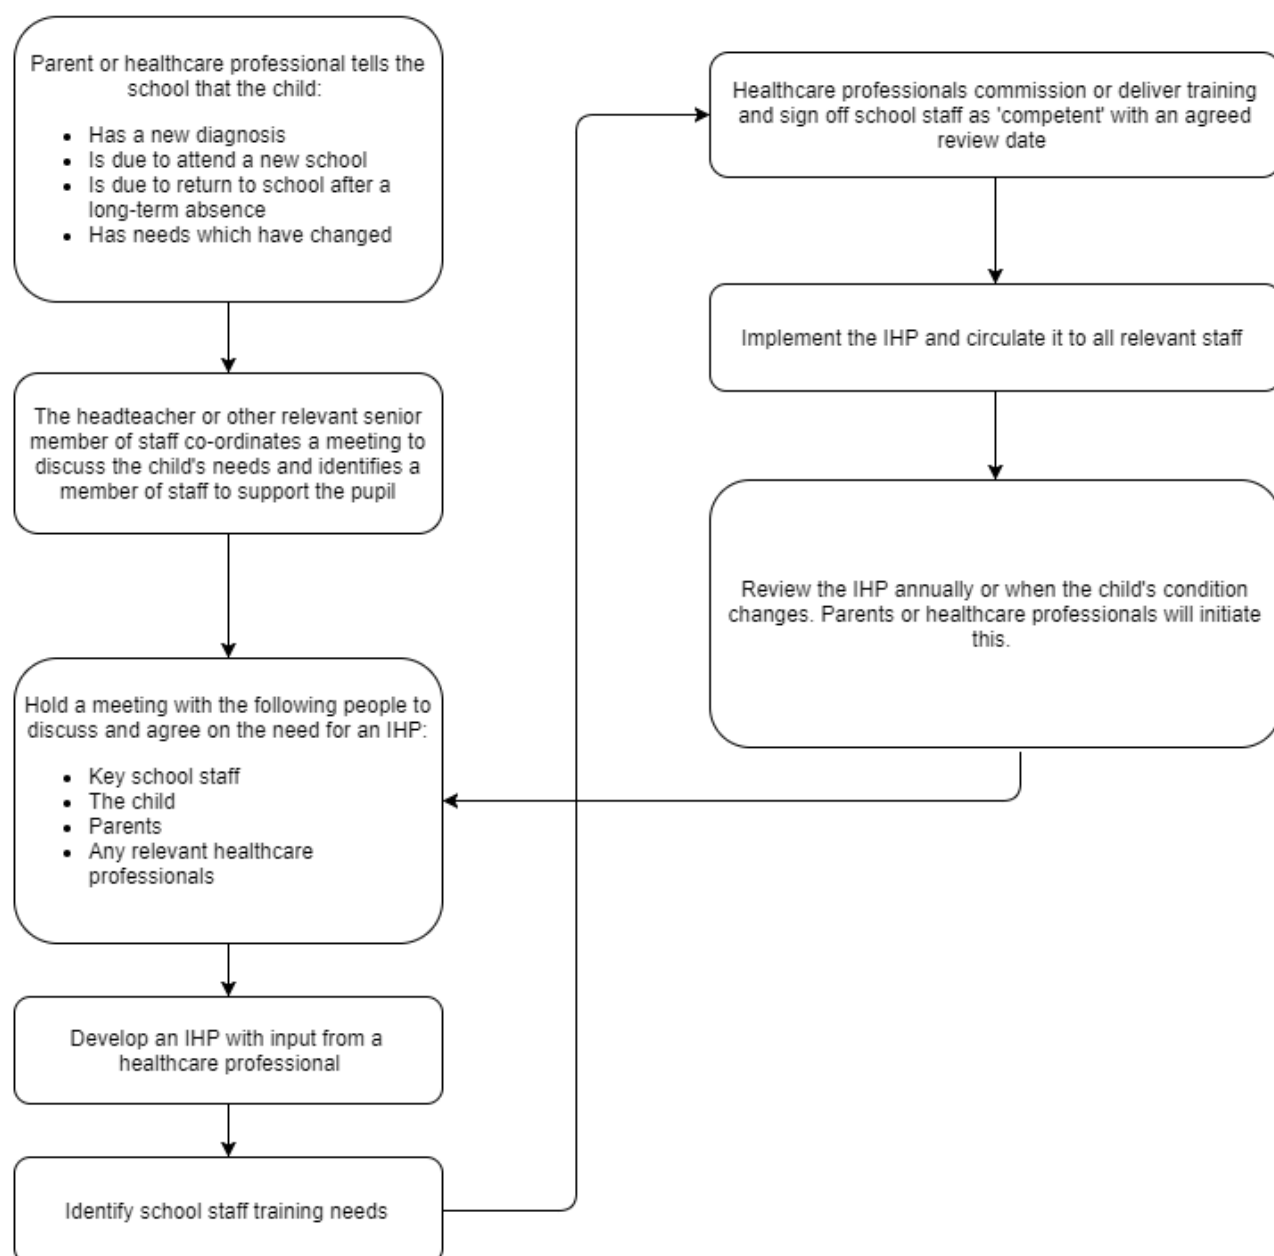 Parent or healthcare professional tells the
school that the child:
• Has a new diagnosis
• Is due to attend a new school
• Is due to return to school after a
long-term absence
• Has needs which have changed
The headteacher or other relevant senior
member of staff co-ordinates a meeting to
discuss the child's needs and identifies a
member of staff to support the pupil
Hold a meeting with the following people to
discuss and agree on the need for an IHP:
• Key school staff
• The child
• Parents
• Any relevant healthcare
professionals
Develop an IHP with input from a
healthcare professional
Identify school staff training needs
Healthcare professionals commission or deliver training
and sign off school staff as 'competent' with an agreed
review date
Implement the IHP and circulate it to all relevant staff
Review the IHP annually or when the child's condition
changes. Parents or healthcare professionals will initiate
this.